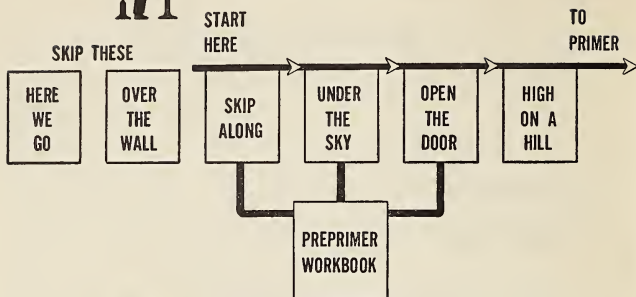 START
HERE
TO
PRIMER
SKIP THESE
HERE
WE
GO
OVER
THE
WALL
SKIP
ALONG
UNDER
THE
SKY
OPEN
THE
DOOR
HIGH
ON A
HILL
PREPRIMER
WORKBOOK